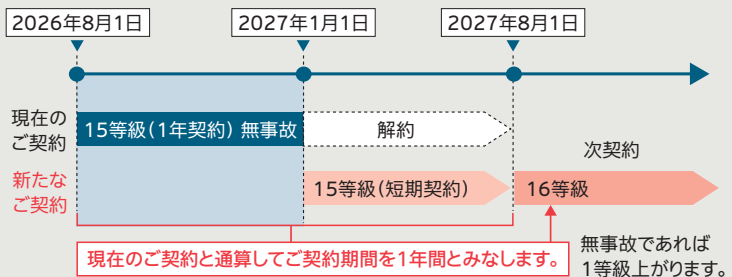 2026年8月1日
2027年1月1日
2027年8月1日
現在の
ご契約
15等級(1年契約) 無事故
解約
次契約
新たな
ご契約
15等級(短期契約)
16等級
現在のご契約と通算してご契約期間を1年間とみなします。
無事故であれば
1等級上がります。